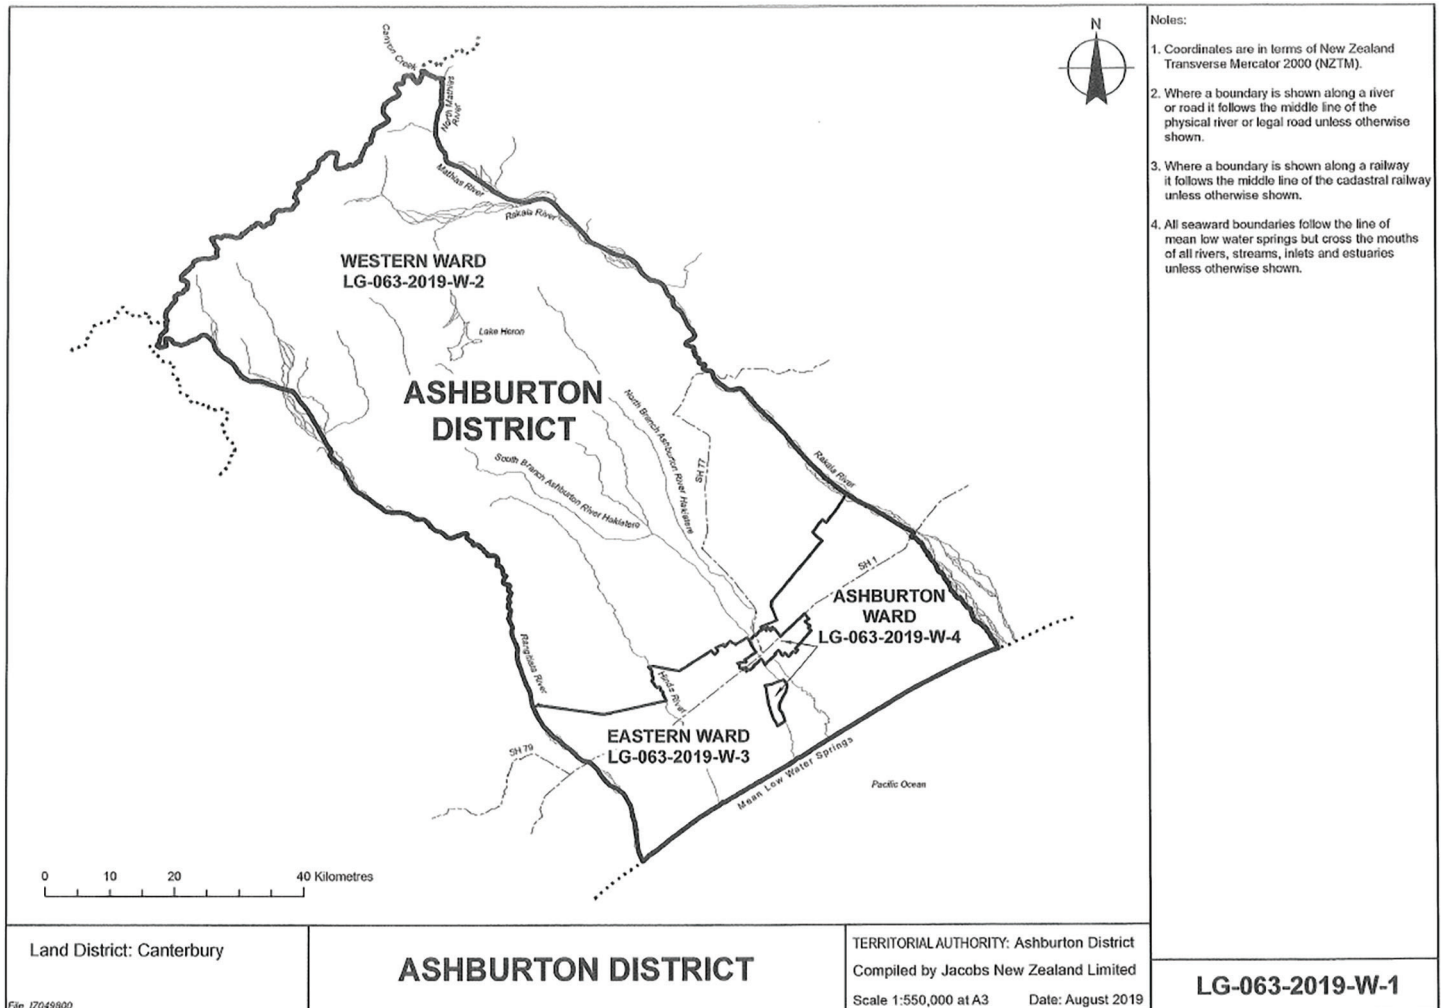 Canyon Creek
North Mathias
River
Mathias River
Rakaia River
WESTERN WARD
LG-063-2019-W-2
Lake Heron
ASHBURTON
DISTRICT
North Branch Ashburton River Hakatere
SH 77
South Branch Ashburton River Hakatere
Rakaia River
SH 1
ASHBURTON
WARD
LG-063-2019-W-4
Rangitata River
Hinds River
EASTERN WARD
LG-063-2019-W-3
SH 79
Mean Low Water Springs
Pacific Ocean
N
0 10 20 40 Kilometres
Notes:
1. Coordinates are in terms of New Zealand
Transverse Mercator 2000 (NZTM).
2. Where a boundary is shown along a river
or road it follows the middle line of the
physical river or legal road unless otherwise
shown.
3. Where a boundary is shown along a railway
it follows the middle line of the cadastral railway
unless otherwise shown.
4. All seaward boundaries follow the line of
mean low water springs but cross the mouths
of all rivers, streams, inlets and estuaries
unless otherwise shown.
Land District: Canterbury
File IZ049800
ASHBURTON DISTRICT
TERRITORIAL AUTHORITY: Ashburton District
Compiled by Jacobs New Zealand Limited
Scale 1:550,000 at A3 Date: August 2019
LG-063-2019-W-1